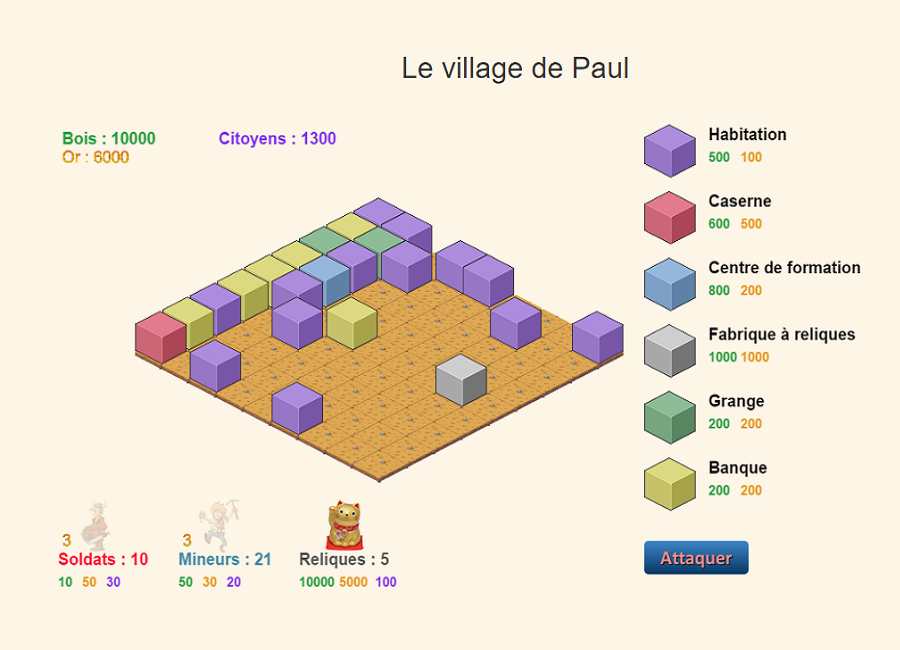 Le village de Paul
Bois : 10000
Citoyens : 1300
Or : 6000
Habitation
500 100
Caserne
600 500
Centre de formation
800 200
Fabrique à reliques
1000 1000
Grange
200 200
Banque
200 200
3
3
Soldats : 10
Mineurs : 21
Reliques : 5
10 50 30
50 30 20
10000 5000 100
Attaquer